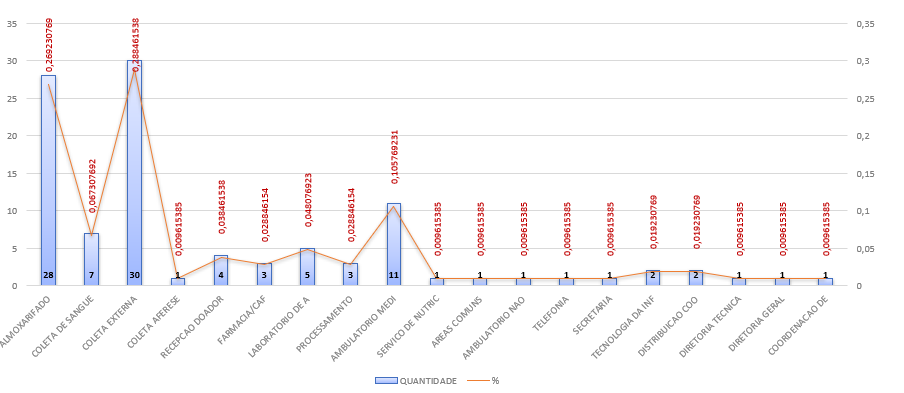 35
30
25
20
15
10
5
0
0,35
0,3
0,25
0,2
0,15
0,1
0,05
0
0,269230769
0,067307692
0,288461538
0,009615385
0,038461538
0,028846154
0,048076923
0,028846154
0,105769231
0,009615385
0,009615385
0,009615385
0,009615385
0,009615385
0,019230769
0,019230769
0,009615385
0,009615385
0,009615385
28
7
30
1
4
3
5
3
11
1
1
1
1
1
2
2
1
1
1
ALMOXARIFADO
COLETA DE SANGUE
COLETA EXTERNA
COLETA AFERESE
RECEPCAO DOADOR
FARMACIA/CAF
LABORATORIO DE A
PROCESSAMENTO
AMBULATORIO MEDI
SERVICO DE NUTRIC
AREAS COMUNS
AMBULATORIO NAO
TELEFONIA
SECRETARIA
TECNOLOGIA DA INF
DISTRIBUICAO COO
DIRETORIA TECNICA
DIRETORIA GERAL
COORDENACAO DE
QUANTIDADE
%